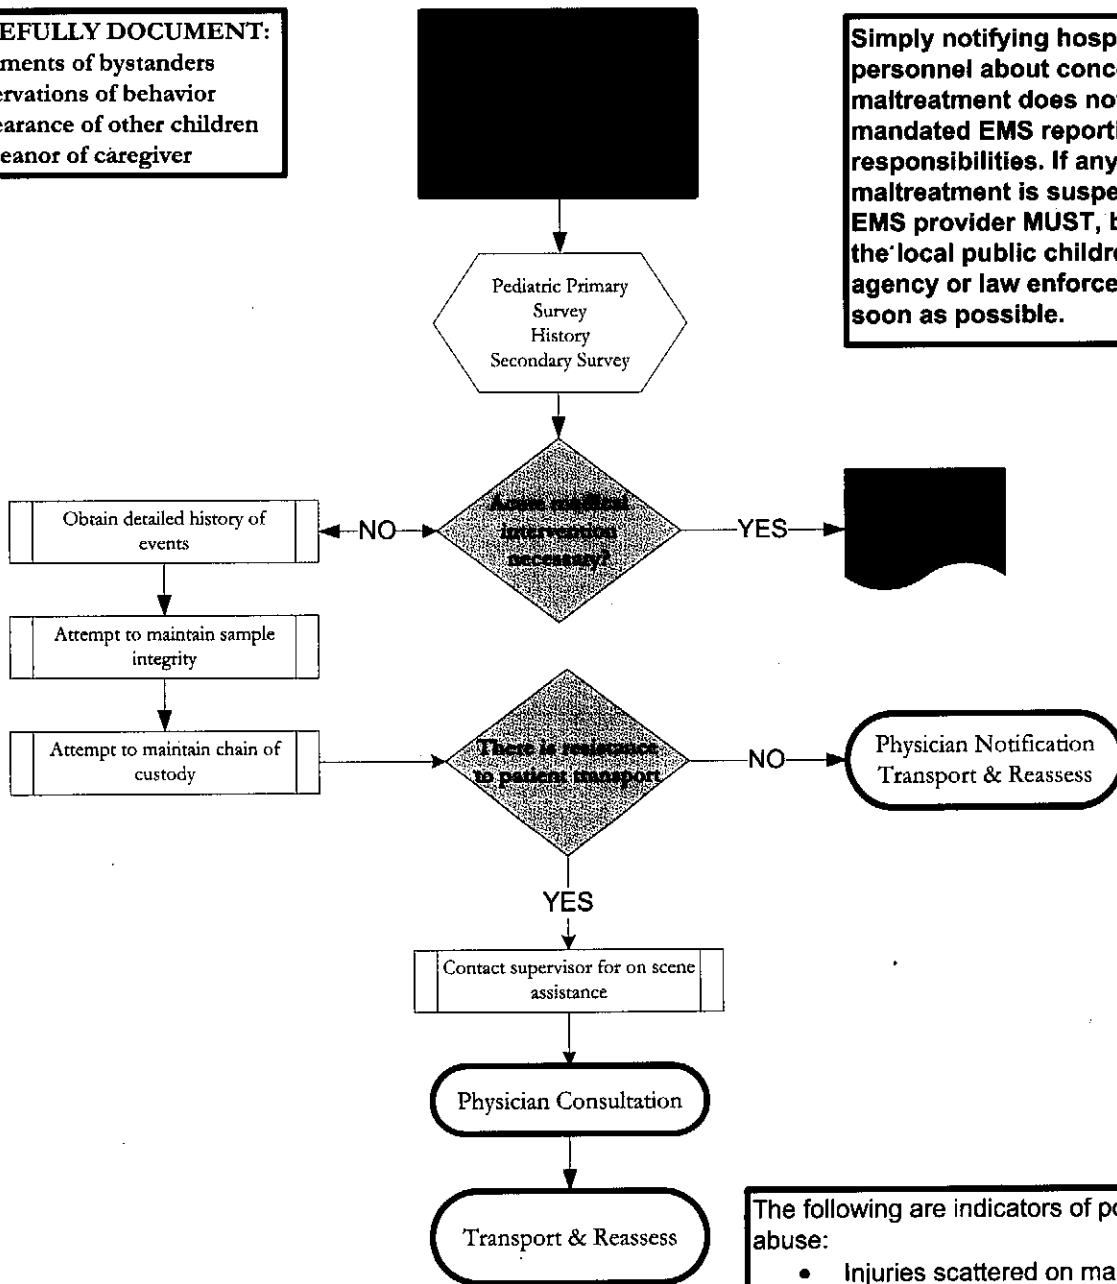 EFULLY DOCUMENT:
ments of bystanders
ervations of behavior
earance of other children
eanor of caregiver
Simply notifying hosp
personnel about conc
maltreatment does no
mandated EMS report
responsibilities. If any
maltreatment is suspe
EMS provider MUST, b
the local public childre
agency or law enforce
soon as possible.
Pediatric Primary
Survey
History
Secondary Survey
Acute medical
intervention
necessary?
NO
YES
Obtain detailed history of
events
Attempt to maintain sample
integrity
Attempt to maintain chain of
custody
There is resistance
to patient transport
NO
Physician Notification
Transport & Reassess
YES
Contact supervisor for on scene
assistance
Physician Consultation
Transport & Reassess
The following are indicators of po
abuse:
• Injuries scattered on ma